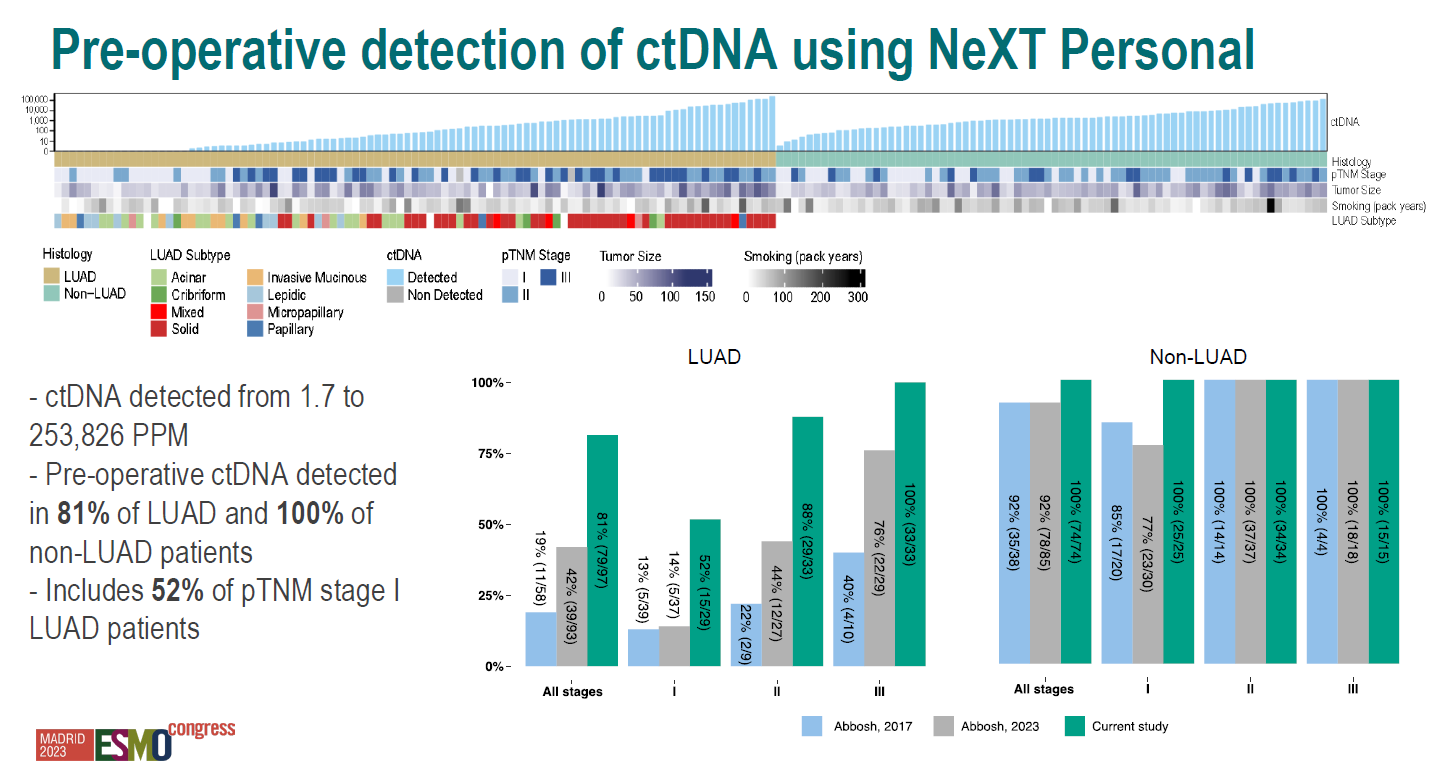 Pre-operative detection of ctDNA using NeXT Personal
100,000
10,000
1,000
100
10
0
ctDNA
Histology
pTNM Stage
Tumor Size
Smoking (pack years)
LUAD Subtype
Histology
LUAD
Non-LUAD
LUAD Subtype
Acinar
Cribriform
Mixed
Solid
Invasive Mucinous
Lepidic
Micropapillary
Papillary
ctDNA
Detected
Non Detected
pTNM Stage
I
II
III
Tumor Size
0 50 100 150
Smoking (pack years)
0 100 200 300
- ctDNA detected from 1.7 to
253,826 PPM
- Pre-operative ctDNA detected
in 81% of LUAD and 100% of
non-LUAD patients
- Includes 52% of pTNM stage I
LUAD patients
LUAD
100%
75%
50%
25%
0%
19% (11/58)
42% (39/93)
81% (79/97)
13% (5/39)
14% (5/37)
52% (15/29)
22% (2/9)
44% (12/27)
88% (29/33)
40% (4/10)
76% (22/29)
100% (33/33)
All stages
I
II
III
Non-LUAD
92% (35/38)
92% (78/85)
100% (74/74)
85% (17/20)
77% (23/30)
100% (25/25)
100% (14/14)
100% (37/37)
100% (34/34)
100% (4/4)
100% (18/18)
100% (15/15)
All stages
I
II
III
Abbosh, 2017
Abbosh, 2023
Current study
MADRID
2023
ESMO
congress